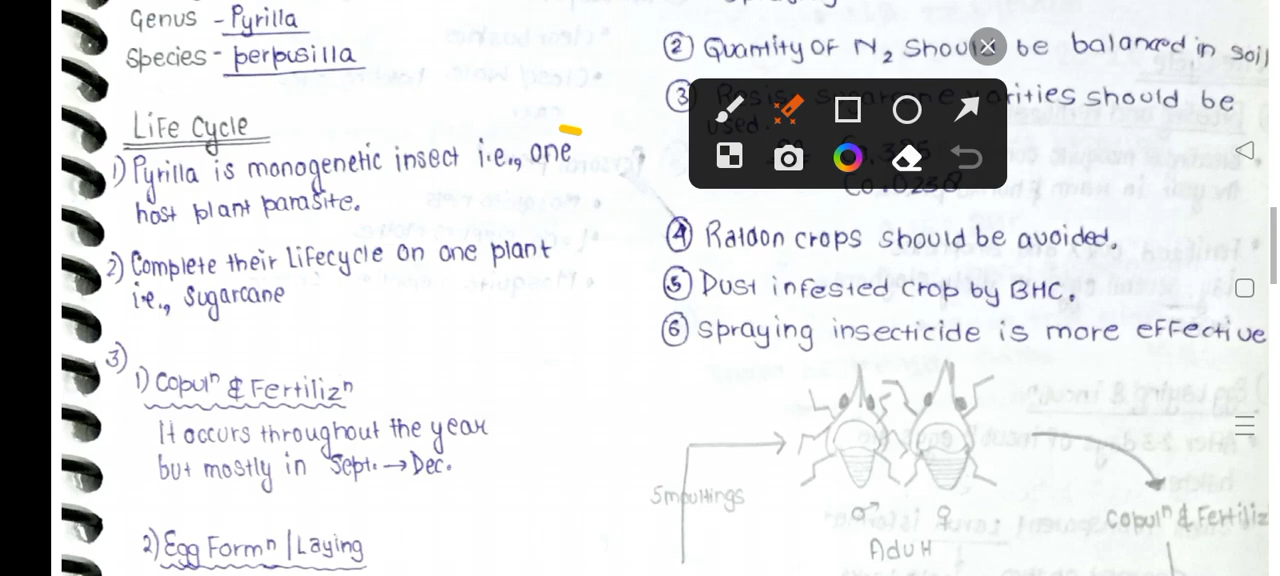 Genus - Pyrilla
Species - perpusilla
Life Cycle
1) Pyrilla is monogenetic insect i.e., one
host plant parasite.
2) Complete their lifecycle on one plant
i.e., Sugarcane
3)
1) Copulⁿ & Fertilizⁿ
It occurs throughout the year
but mostly in Sept. → Dec.
2) Egg Formⁿ / Laying
② Quantity of N₂ should be balanced in soil
③ sugarcane varities should be
used.
④ Ratoon crops should be avoided.
⑤ Dust infested crop by BHC.
⑥ Spraying insecticide is more effective
5 moultings
♂ ♀
Adult
Copulⁿ & Fertiliz